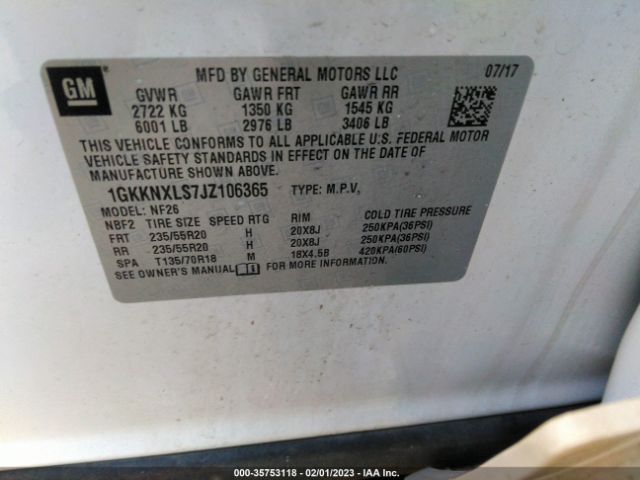 GM
MFD BY GENERAL MOTORS LLC 07/17
GVWR GAWR FRT GAWR RR
2722 KG 1350 KG 1545 KG
6001 LB 2976 LB 3406 LB
THIS VEHICLE CONFORMS TO ALL APPLICABLE U.S. FEDERAL MOTOR
VEHICLE SAFETY STANDARDS IN EFFECT ON THE DATE OF
MANUFACTURE SHOWN ABOVE.
1GKKNXLS7JZ106365 TYPE: M.P.V.
MODEL: NF26
NBF2 TIRE SIZE SPEED RTG RIM COLD TIRE PRESSURE
FRT 235/55R20 H 20X8J 250KPA(36PSI)
RR 235/55R20 H 20X8J 250KPA(36PSI)
SPA T135/70R18 M 18X4.5B 420KPA(60PSI)
SEE OWNER'S MANUAL
000-35753118 - 02/01/2023 - IAA Inc.